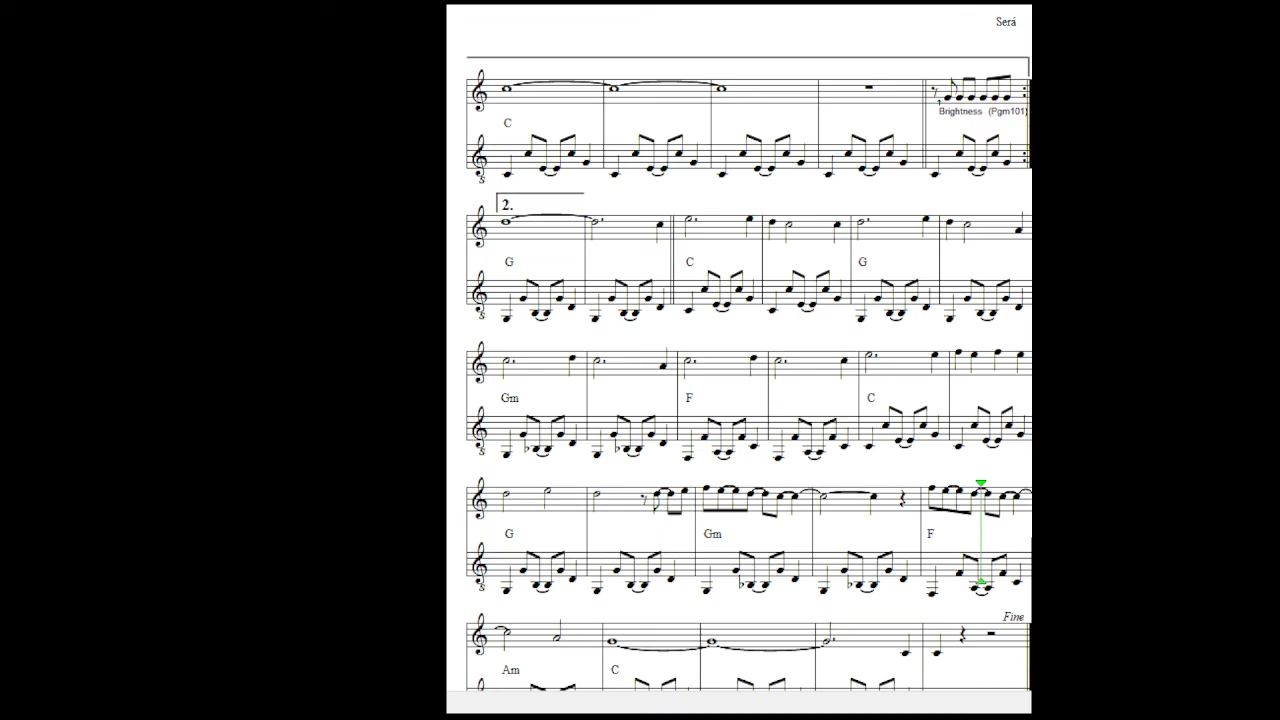 Será
Brightness (Pgm101)
C
2.
G C G
Gm F C
G Gm F
Fine
Am C